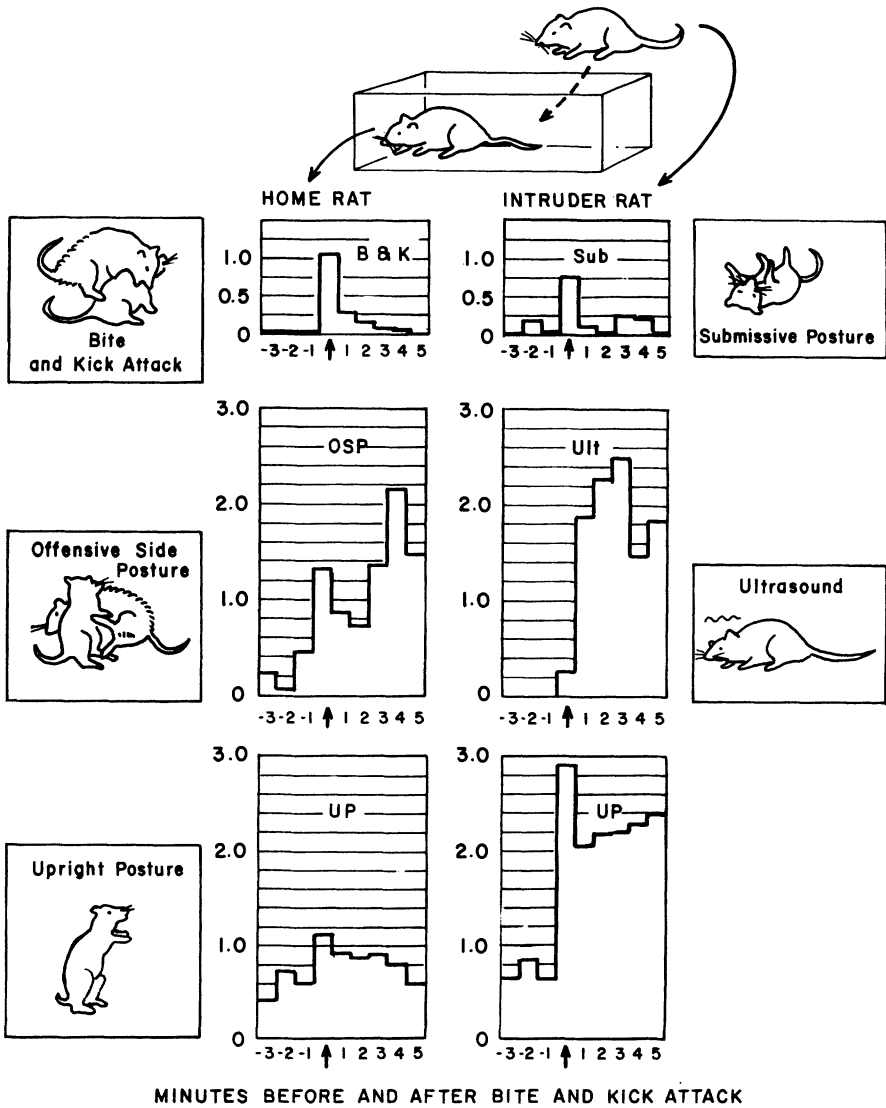 HOME RAT
INTRUDER RAT
Bite
and Kick Attack
1.0
0.5
0
B & K
-3 -2 -1 1 2 3 4 5
1.0
0.5
0
Sub
-3 -2 -1 1 2 3 4 5
Submissive Posture
Offensive Side
Posture
3.0
2.0
1.0
0
OSP
-3 -2 -1 1 2 3 4 5
3.0
2.0
1.0
0
Ult
-3 -2 -1 1 2 3 4 5
Ultrasound
Upright Posture
3.0
2.0
1.0
0
UP
-3 -2 -1 1 2 3 4 5
3.0
2.0
1.0
0
UP
-3 -2 -1 1 2 3 4 5
MINUTES BEFORE AND AFTER BITE AND KICK ATTACK